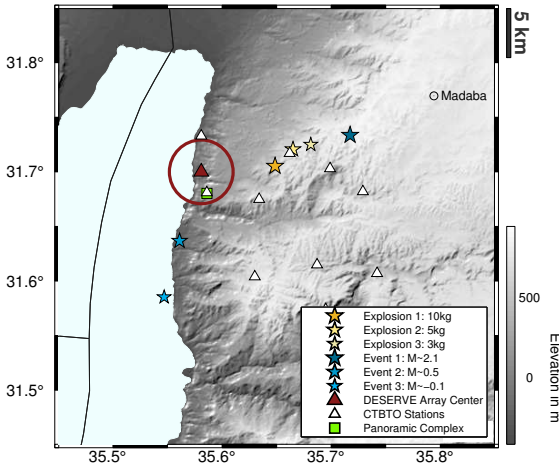 5 km
31.8°
Madaba
31.7°
31.6°
31.5°
500
0
Elevation in m
Explosion 1: 10kg
Explosion 2: 5kg
Explosion 3: 3kg
Event 1: M~2.1
Event 2: M~0.5
Event 3: M~−0.1
DESERVE Array Center
CTBTO Stations
Panoramic Complex
35.5° 35.6° 35.7° 35.8°